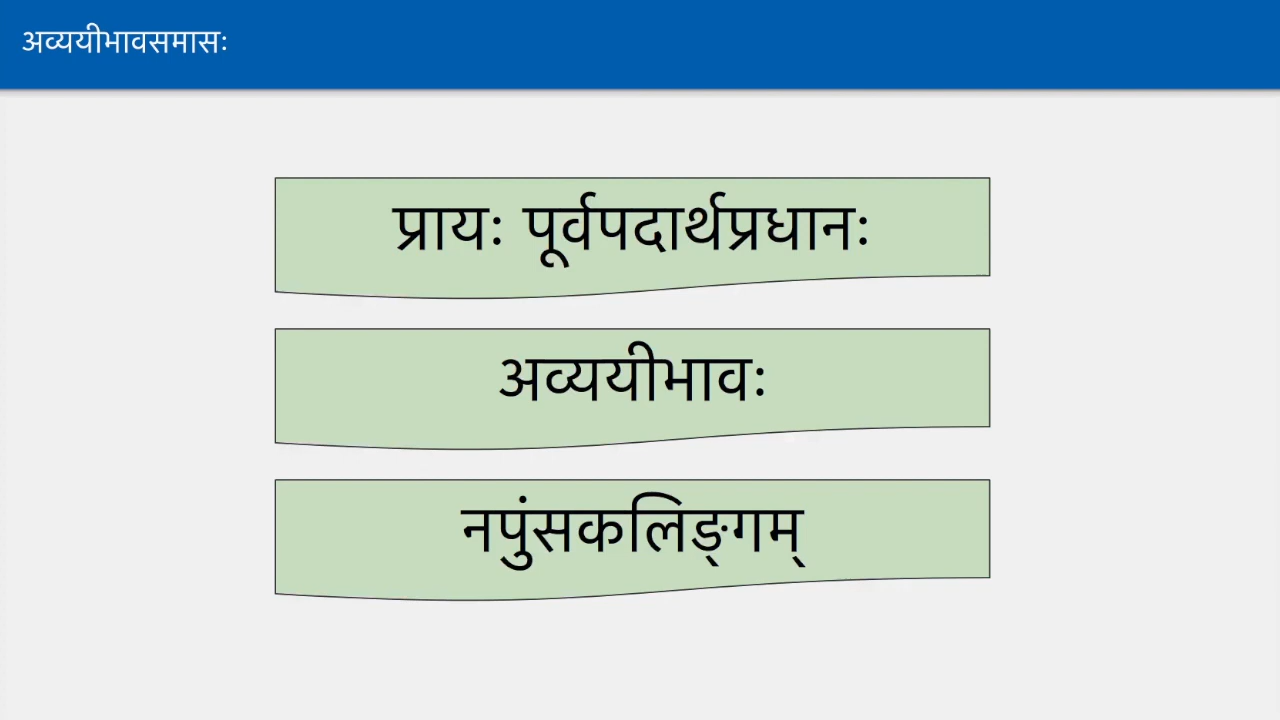 अव्ययीभावसमासः
प्रायः पूर्वपदार्थप्रधानः
अव्ययीभावः
नपुंसकलिङ्गम्